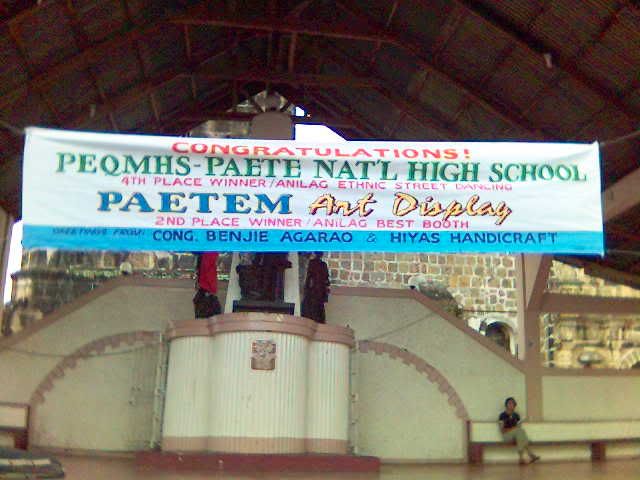 CONGRATULATIONS!
PEQMHS-PAETE NAT'L HIGH SCHOOL
4TH PLACE WINNER/ANILAG ETHNIC STREET DANCING
PAETEM Art Display
2ND PLACE WINNER/ANILAG BEST BOOTH
FROM: CONG. BENJIE AGARAO & HIYAS HANDICRAFT